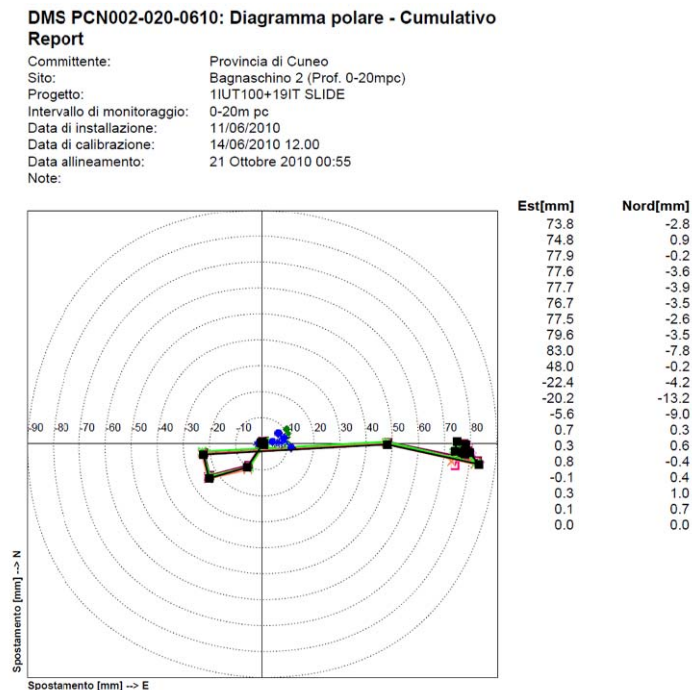 DMS PCN002-020-0610: Diagramma polare - Cumulativo
Report
Committente: Provincia di Cuneo
Sito: Bagnaschino 2 (Prof. 0-20mpc)
Progetto: 1IUT100+19IT SLIDE
Intervallo di monitoraggio: 0-20m pc
Data di installazione: 11/06/2010
Data di calibrazione: 14/06/2010 12.00
Data allineamento: 21 Ottobre 2010 00:55
Note:
Est[mm] Nord[mm]
73.8 -2.8
74.8 0.9
77.9 -0.2
77.6 -3.6
77.7 -3.9
76.7 -3.5
77.5 -2.6
79.6 -3.5
83.0 -7.8
48.0 -0.2
-22.4 -4.2
-20.2 -13.2
-5.6 -9.0
0.7 0.3
0.3 0.6
0.8 -0.4
-0.1 0.4
0.3 1.0
0.1 0.7
0.0 0.0
-90 -80 -70 -60 -50 -40 -30 -20 -10 10 20 30 40 50 60 70 80
Spostamento [mm] --> N
Spostamento [mm] --> E